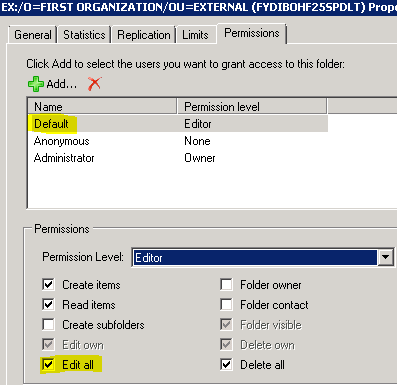 EX:/O=FIRST ORGANIZATION/OU=EXTERNAL (FYDIBOHF25SPDLT) Prope
General Statistics Replication Limits Permissions
Click Add to select the users you want to grant access to this folder:
Add...
Name Permission level
Default Editor
Anonymous None
Administrator Owner
Permissions
Permission Level: Editor
Create items Folder owner
Read items Folder contact
Create subfolders Folder visible
Edit own Delete own
Edit all Delete all